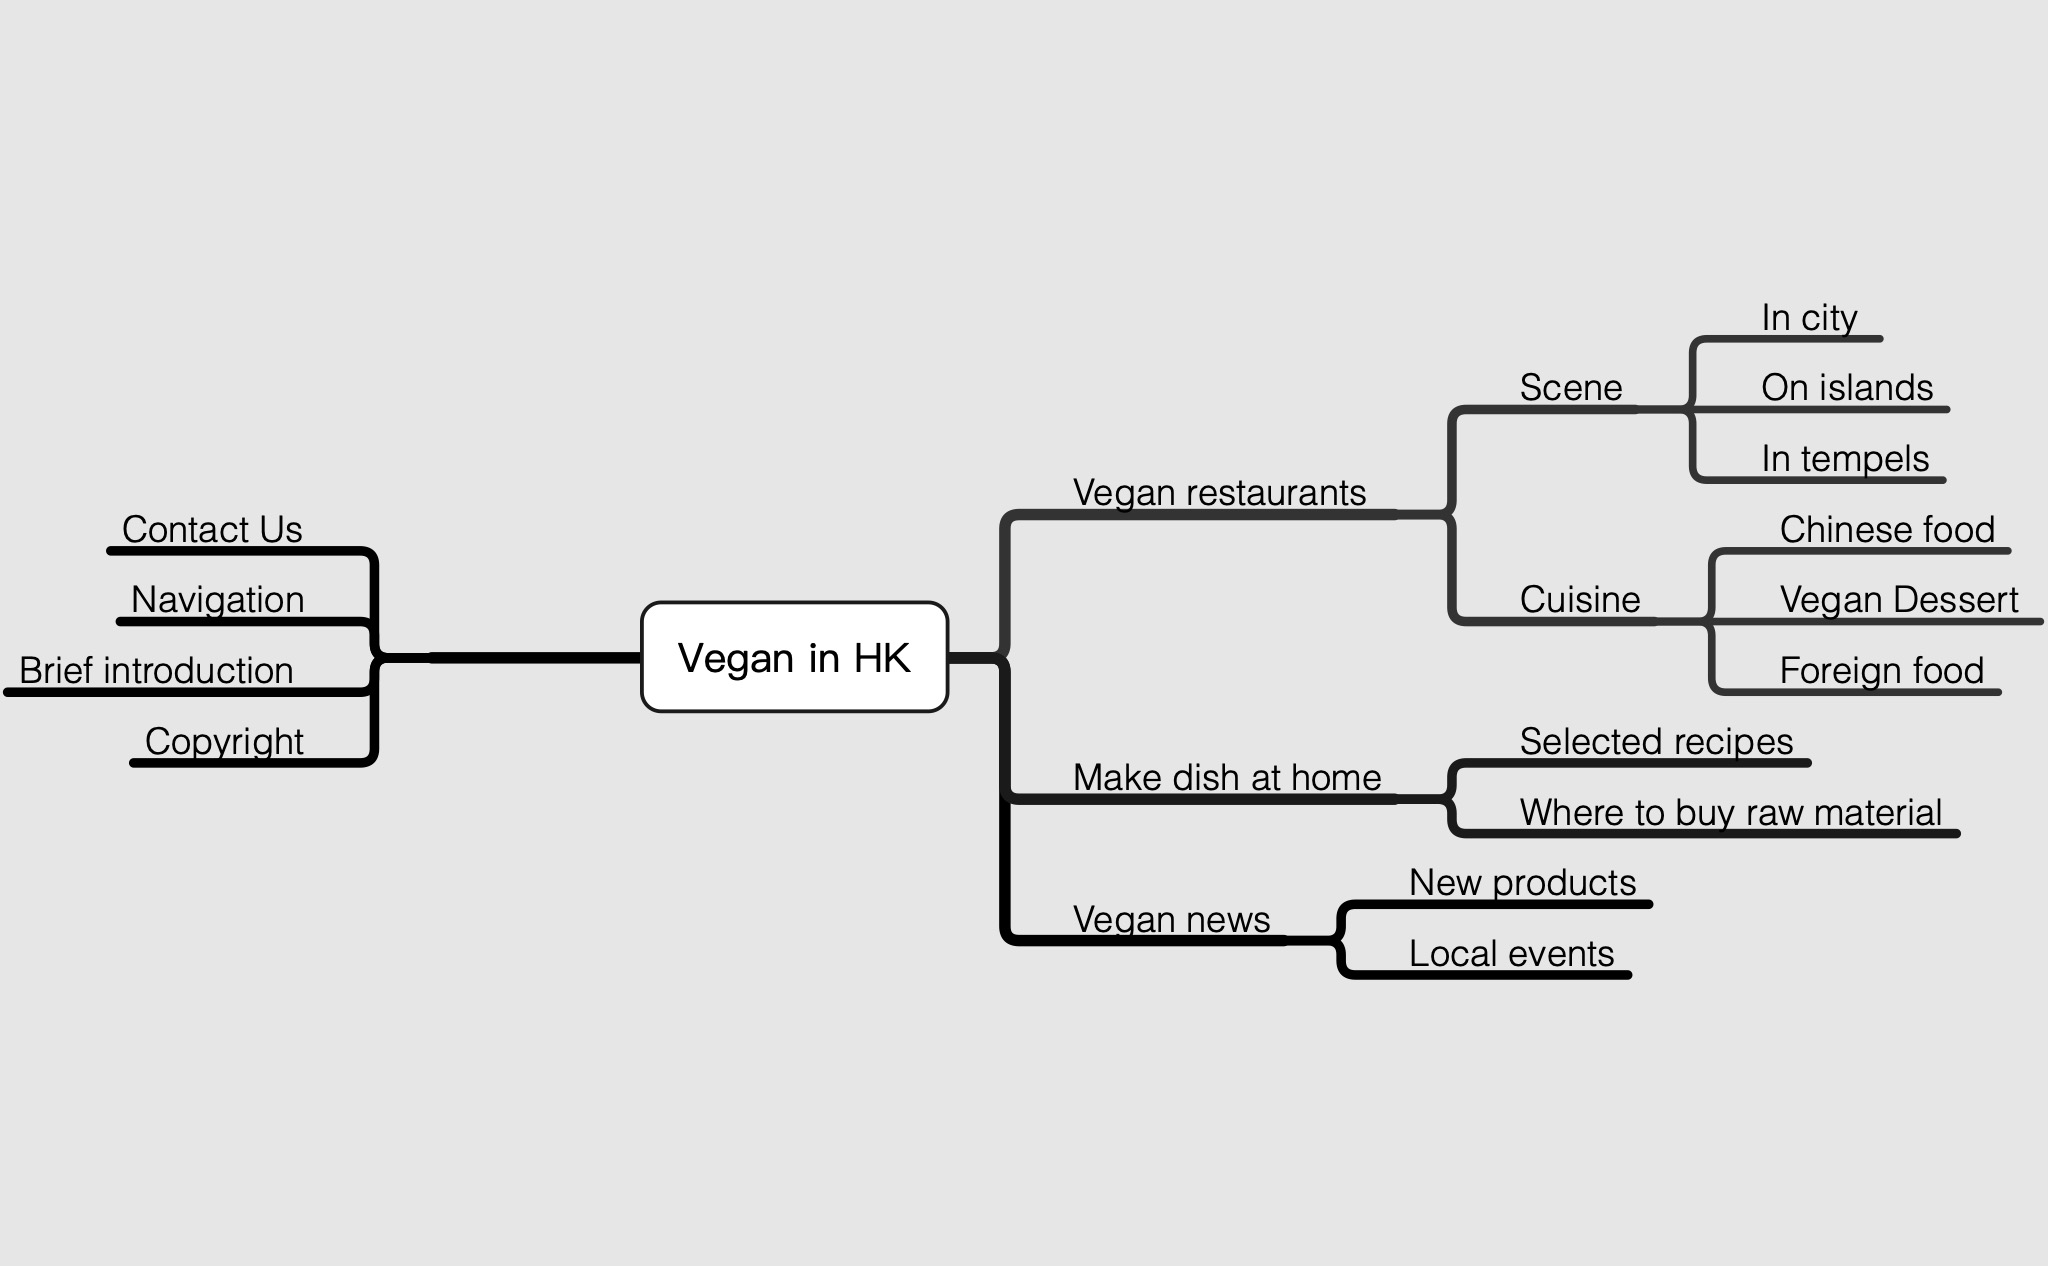 Contact Us
Navigation
Brief introduction
Copyright
Vegan in HK
Vegan restaurants
Scene
In city
On islands
In tempels
Cuisine
Chinese food
Vegan Dessert
Foreign food
Make dish at home
Selected recipes
Where to buy raw material
Vegan news
New products
Local events